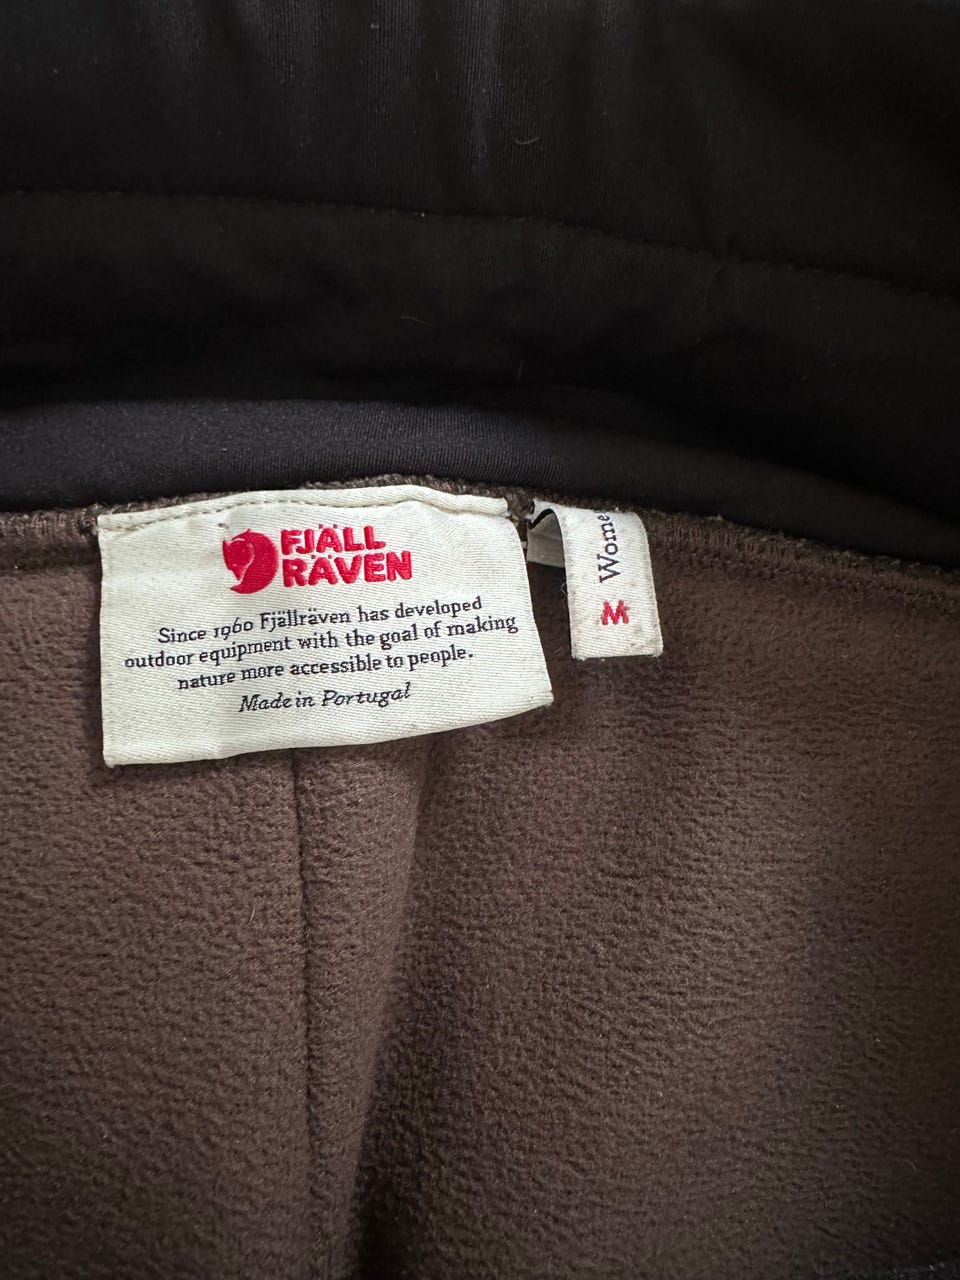 FJÄLL
RÄVEN
Since 1960 Fjällräven has developed
outdoor equipment with the goal of making
nature more accessible to people.
Made in Portugal
Wome
M